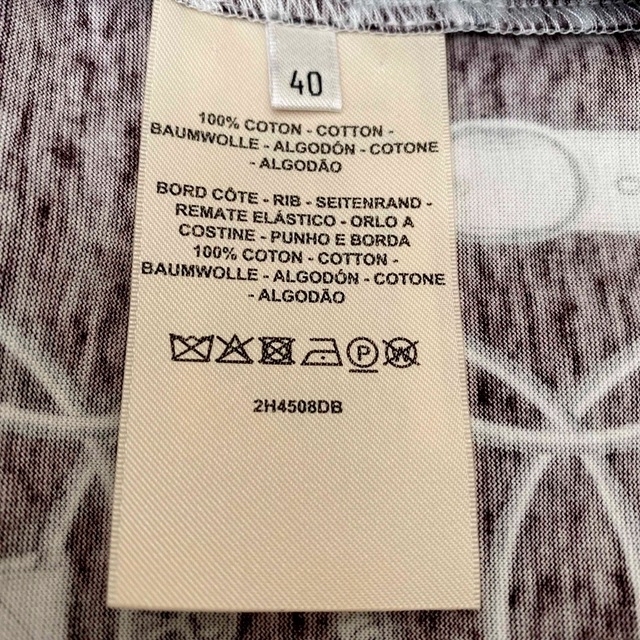 40
100% COTON - COTTON -
BAUMWOLLE - ALGODÓN - COTONE
- ALGODÃO
BORD CÔTE - RIB - SEITENRAND -
REMATE ELÁSTICO - ORLO A
COSTINE - PUNHO E BORDA
100% COTON - COTTON -
BAUMWOLLE - ALGODÓN - COTONE
- ALGODÃO
P W
2H4508DB